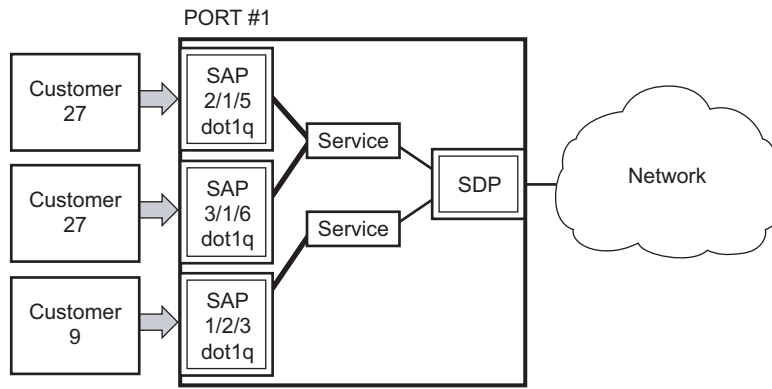 PORT #1
Customer
27
SAP
2/1/5
dot1q
Customer
27
SAP
3/1/6
dot1q
Customer
9
SAP
1/2/3
dot1q
Service
Service
SDP
Network